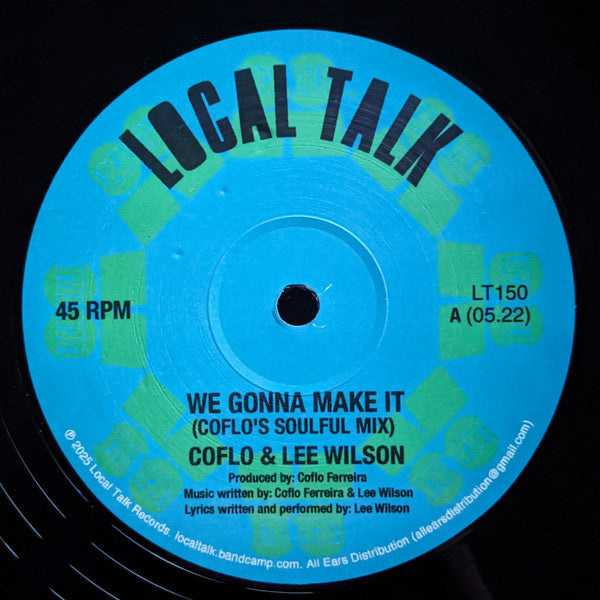 LOCAL TALK
45 RPM
LT150
A (05.22)
WE GONNA MAKE IT
(COFLO'S SOULFUL MIX)
COFLO & LEE WILSON
Produced by: Coflo Ferreira
Music written by: Coflo Ferreira & Lee Wilson
Lyrics written and performed by: Lee Wilson
℗ 2025 Local Talk Records. localtalk.bandcamp.com. All Ears Distribution (allearsdistribution@gmail.com)